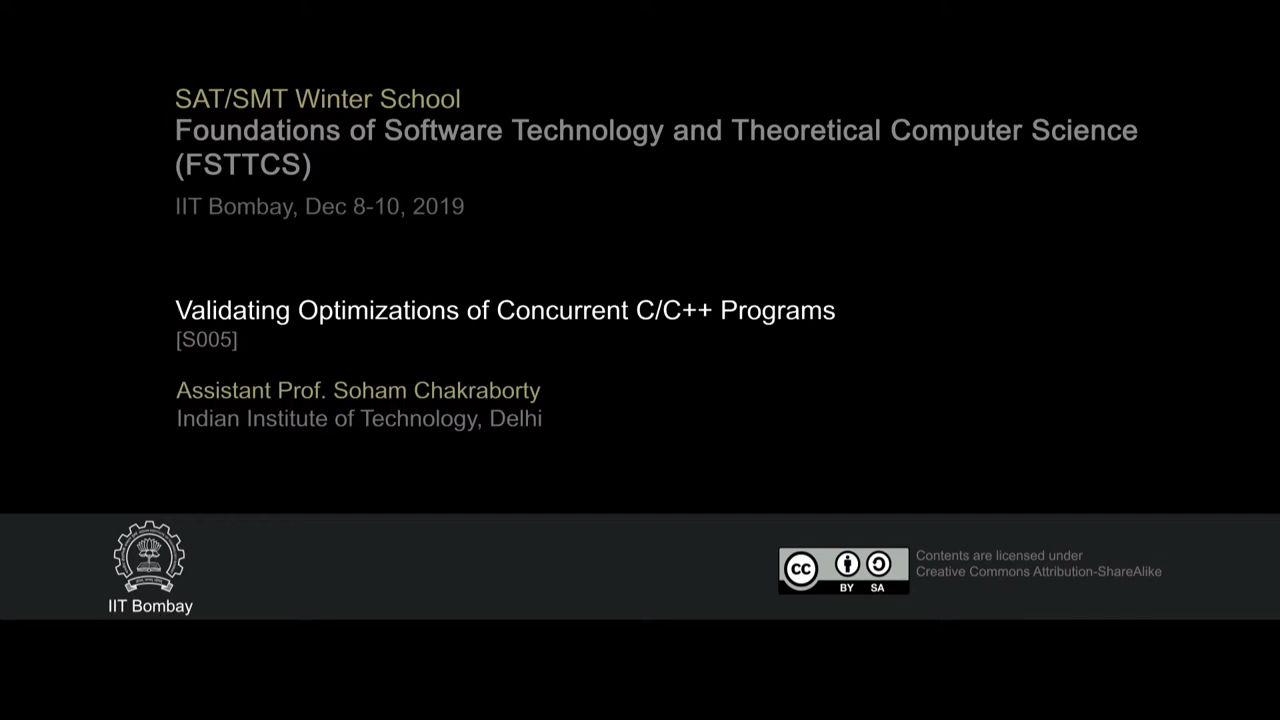 SAT/SMT Winter School
Foundations of Software Technology and Theoretical Computer Science
(FSTTCS)
IIT Bombay, Dec 8-10, 2019
Validating Optimizations of Concurrent C/C++ Programs
[S005]
Assistant Prof. Soham Chakraborty
Indian Institute of Technology, Delhi
IIT Bombay
cc
BY SA
Contents are licensed under
Creative Commons Attribution-ShareAlike